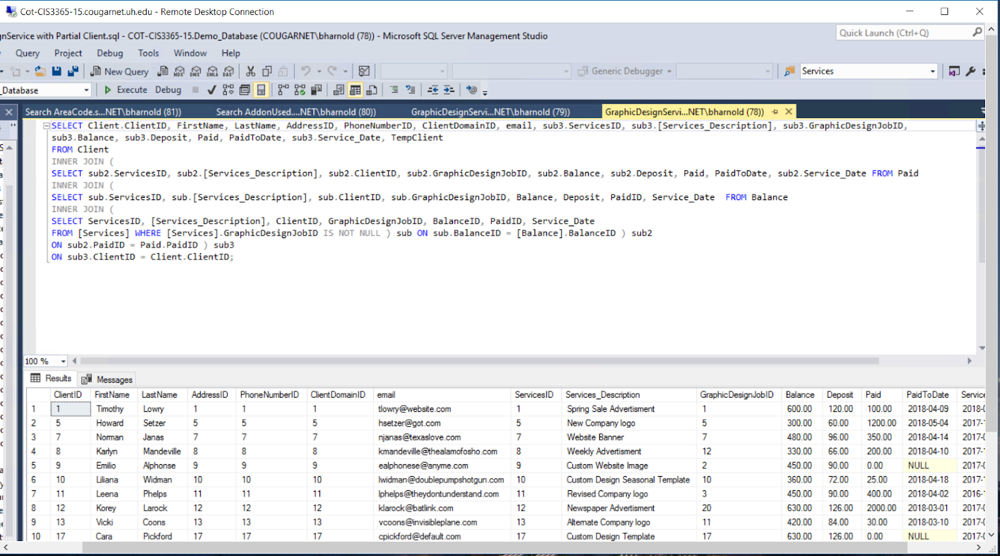 Cot-CIS3365-15.cougarnet.uh.edu - Remote Desktop Connection
nService with Partial Client.sql - COT-CIS3365-15.Demo_Database (COUGARNET\bharnold (78)) - Microsoft SQL Server Management Studio
Quick Launch (Ctrl+Q)
Query Project Debug Tools Window Help
New Query MDX DMX XMLA DAX Generic Debugger Services
_Database Execute Debug
Search AreaCode.s...NET\bharnold (81)) Search AddonUsed....NET\bharnold (80)) GraphicDesignServi...NET\bharnold (79)) GraphicDesignServi...NET\bharnold (78))
SELECT Client.ClientID, FirstName, LastName, AddressID, PhoneNumberID, ClientDomainID, email, sub3.ServicesID, sub3.[Services_Description], sub3.GraphicDesignJobID,
sub3.Balance, sub3.Deposit, Paid, PaidToDate, sub3.Service_Date, TempClient
FROM Client
INNER JOIN (
SELECT sub2.ServicesID, sub2.[Services_Description], sub2.ClientID, sub2.GraphicDesignJobID, sub2.Balance, sub2.Deposit, Paid, PaidToDate, sub2.Service_Date FROM Paid
INNER JOIN (
SELECT sub.ServicesID, sub.[Services_Description], sub.ClientID, sub.GraphicDesignJobID, Balance, Deposit, PaidID, Service_Date FROM Balance
INNER JOIN (
SELECT ServicesID, [Services_Description], ClientID, GraphicDesignJobID, BalanceID, PaidID, Service_Date
FROM [Services] WHERE [Services].GraphicDesignJobID IS NOT NULL ) sub ON sub.BalanceID = [Balance].BalanceID ) sub2
ON sub2.PaidID = Paid.PaidID ) sub3
ON sub3.ClientID = Client.ClientID;
100 %
Results Messages
ClientID FirstName LastName AddressID PhoneNumberID ClientDomainID email ServicesID Services_Description GraphicDesignJobID Balance Deposit Paid PaidToDate Service
1 1 Timothy Lowry 1 1 1 tlowry@website.com 1 Spring Sale Advertisment 1 600.00 120.00 100.00 2018-04-09 2018-0
2 5 Howard Setzer 5 5 5 hsetzer@got.com 5 New Company logo 5 300.00 60.00 1200.00 2018-05-04 2017-1
3 7 Norman Janas 7 7 7 njanas@texaslove.com 7 Website Banner 7 480.00 96.00 350.00 2018-04-14 2017-0
4 8 Karlyn Mandeville 8 8 8 kmandeville@thealamofosho.com 8 Weekly Advertisment 12 330.00 66.00 200.00 2018-04-10 2017-1
5 9 Emilio Alphonse 9 9 9 ealphonese@anyme.com 9 Custom Website Image 2 450.00 90.00 0.00 NULL 2017-0
6 10 Liliana Widman 10 10 10 lwidman@doublepumpshotgun.com 10 Custom Design Seasonal Template 10 360.00 72.00 25.00 2018-04-18 2017-1
7 11 Leena Phelps 11 11 11 lphelps@theydontunderstand.com 11 Revised Company logo 3 450.00 90.00 400.00 2018-04-02 2016-1
8 12 Korey Larock 12 12 12 klarock@batlink.com 12 Newspaper Advertisment 20 630.00 126.00 2000.00 2018-03-01 2017-0
9 13 Vicki Coons 13 13 13 vcoons@invisibleplane.com 13 Alternate Company logo 11 420.00 84.00 30.00 2018-03-10 2017-0
10 17 Cara Pickford 17 17 17 cpickford@default.com 17 Custom Design Template 17 630.00 126.00 0.00 NULL 2017-0